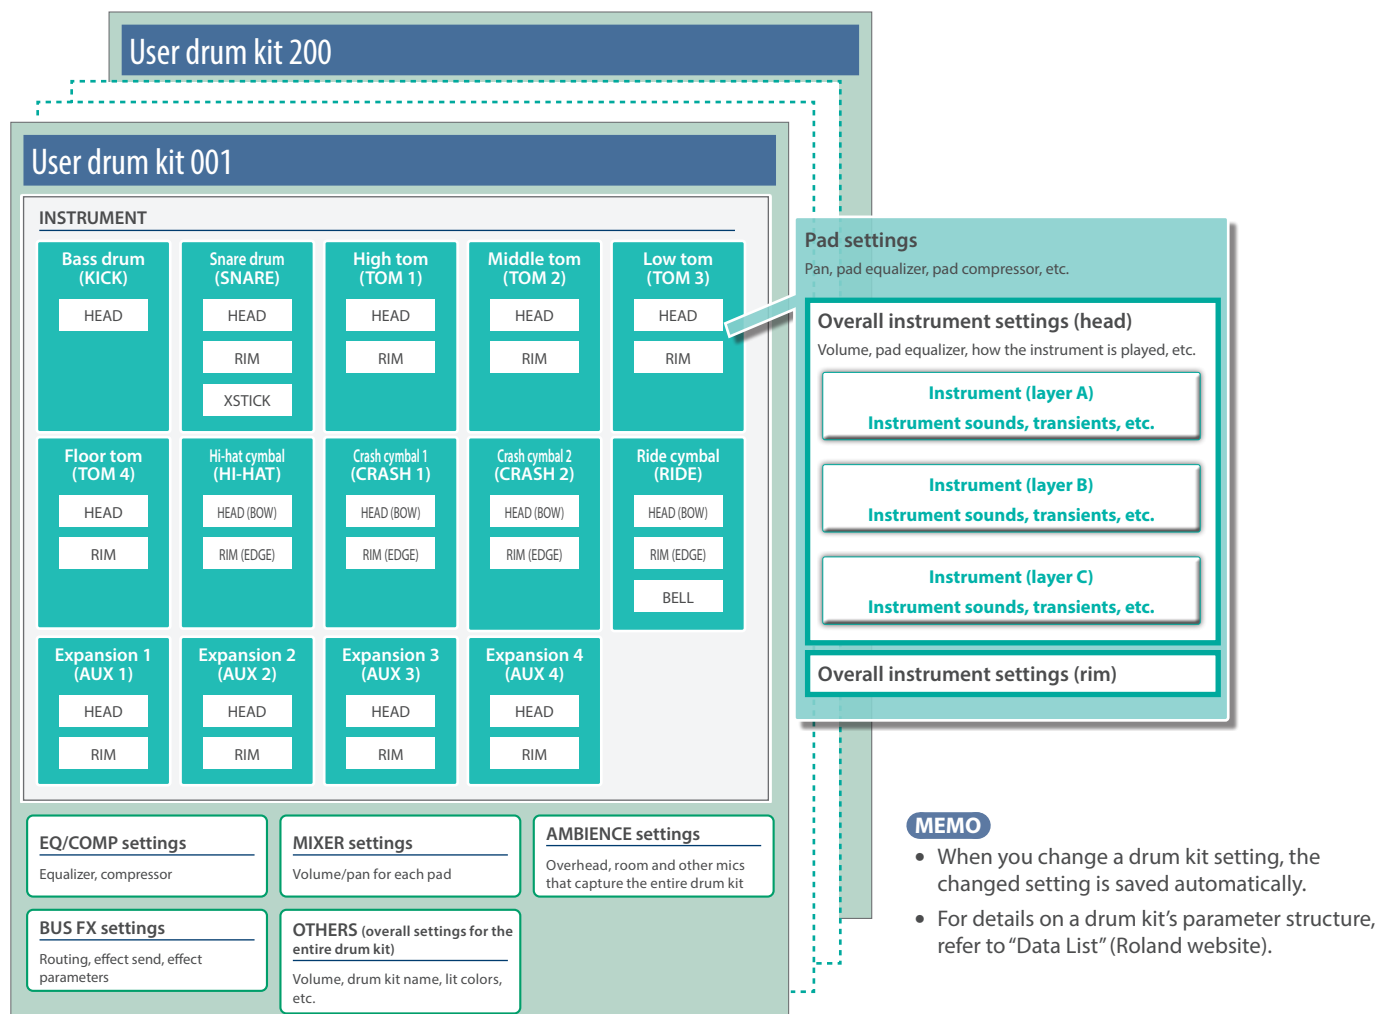 User drum kit 200
User drum kit 001
INSTRUMENT
Bass drum
(KICK)
HEAD
Snare drum
(SNARE)
HEAD
RIM
XSTICK
High tom
(TOM 1)
HEAD
RIM
Middle tom
(TOM 2)
HEAD
RIM
Low tom
(TOM 3)
HEAD
RIM
Floor tom
(TOM 4)
HEAD
RIM
Hi-hat cymbal
(HI-HAT)
HEAD (BOW)
RIM (EDGE)
Crash cymbal 1
(CRASH 1)
HEAD (BOW)
RIM (EDGE)
Crash cymbal 2
(CRASH 2)
HEAD (BOW)
RIM (EDGE)
Ride cymbal
(RIDE)
HEAD (BOW)
RIM (EDGE)
BELL
Expansion 1
(AUX 1)
HEAD
RIM
Expansion 2
(AUX 2)
HEAD
RIM
Expansion 3
(AUX 3)
HEAD
RIM
Expansion 4
(AUX 4)
HEAD
RIM
EQ/COMP settings
Equalizer, compressor
MIXER settings
Volume/pan for each pad
AMBIENCE settings
Overhead, room and other mics
that capture the entire drum kit
BUS FX settings
Routing, effect send, effect
parameters
OTHERS (overall settings for the
entire drum kit)
Volume, drum kit name, lit colors,
etc.
Pad settings
Pan, pad equalizer, pad compressor, etc.
Overall instrument settings (head)
Volume, pad equalizer, how the instrument is played, etc.
Instrument (layer A)
Instrument sounds, transients, etc.
Instrument (layer B)
Instrument sounds, transients, etc.
Instrument (layer C)
Instrument sounds, transients, etc.
Overall instrument settings (rim)
MEMO
• When you change a drum kit setting, the
changed setting is saved automatically.
• For details on a drum kit’s parameter structure,
refer to “Data List” (Roland website).